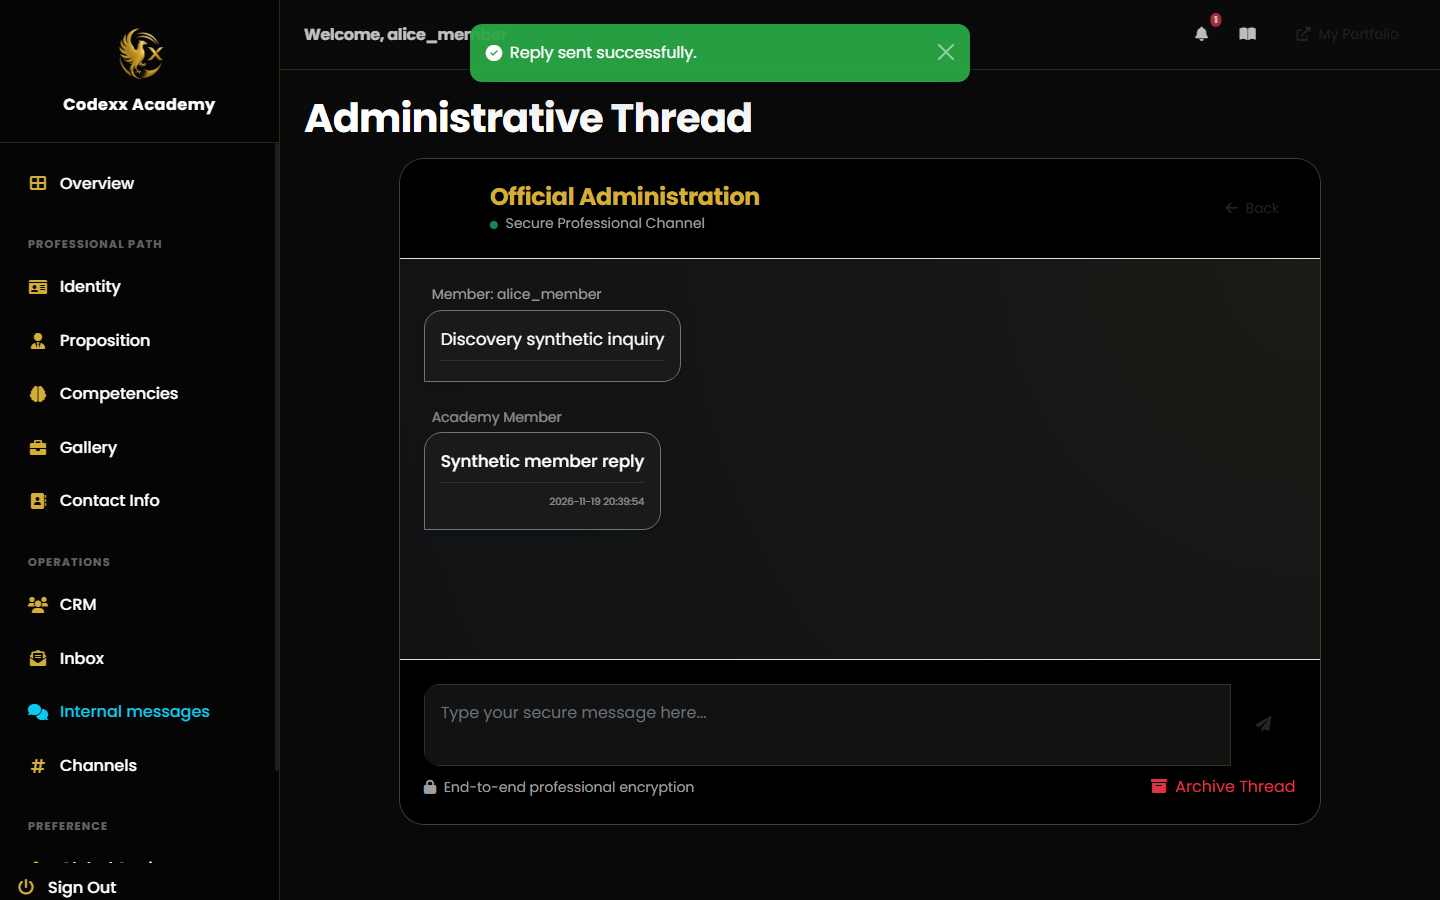 Codexx Academy
Overview
PROFESSIONAL PATH
Identity
Proposition
Competencies
Gallery
Contact Info
OPERATIONS
CRM
Inbox
Internal messages
Channels
PREFERENCE
Sign Out
Welcome, alice_member
Reply sent successfully.
1
My Portfolio
Administrative Thread
Official Administration
Secure Professional Channel
Back
Member: alice_member
Discovery synthetic inquiry
Academy Member
Synthetic member reply
2026-11-19 20:39:54
Type your secure message here...
End-to-end professional encryption
Archive Thread